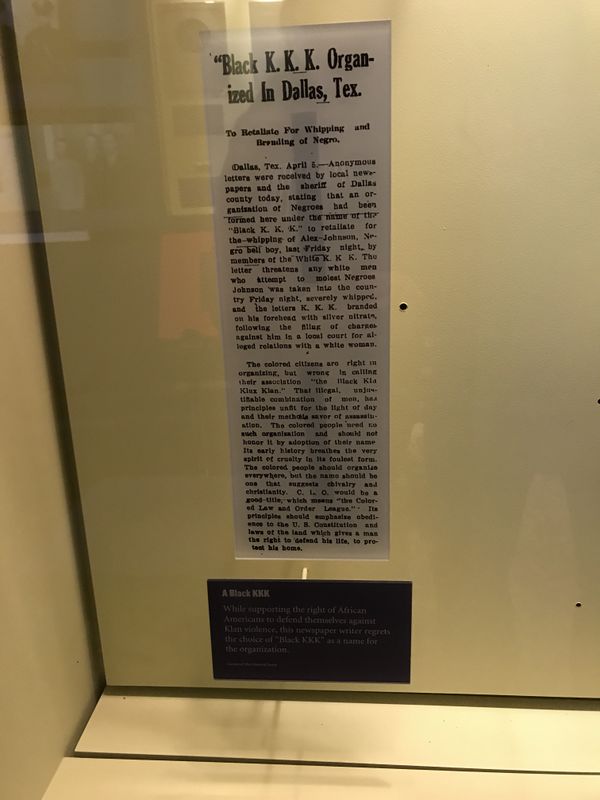 "Black K. K. K. Organ-
ized In Dallas, Tex.
To Retaliate For Whipping and
Branding of Negro.
Dallas, Tex. April 5.—Anonymous
letters were received by local news-
papers and the sheriff of Dallas
county today, stating that an or-
ganization of Negroes had been
formed here under the name of the
"Black K. K. K." to retaliate for
the whipping of Alex Johnson, Ne-
gro bell boy, last Friday night, by
members of the White K. K. K. The
letter threatens any white men
who attempt to molest Negroes
Johnson was taken into the coun-
try Friday night, severely whipped,
and the letters K. K. K. branded
on his forehead with silver nitrate,
following the filing of charges
against him in a local court for al-
leged relations with a white woman.
The colored citizens are right in
organizing, but wrong in calling
their association "the Black Klu
Klux Klan." That illegal, unjus-
tifiable combination of men, has
principles unfit for the light of day
and their methods savor of assassin-
ation. The colored people need no
such organization and should not
honor it by adoption of their name
Its early history breathes the very
spirit of cruelty in its foulest form.
The colored people should organize
everywhere, but the name should be
one that suggests chivalry and
christianity. C. L. O. would be a
good title, which means "the Color-
ed Law and Order League." Its
principles should emphasize obedi-
ence to the U. S. Constitution and
laws of the land which gives a man
the right to defend his life, to pro-
tect his home.
A Black KKK
While supporting the right of African
Americans to defend themselves against
Klan violence, this newspaper writer regrets
the choice of "Black KKK" as a name for
the organization.